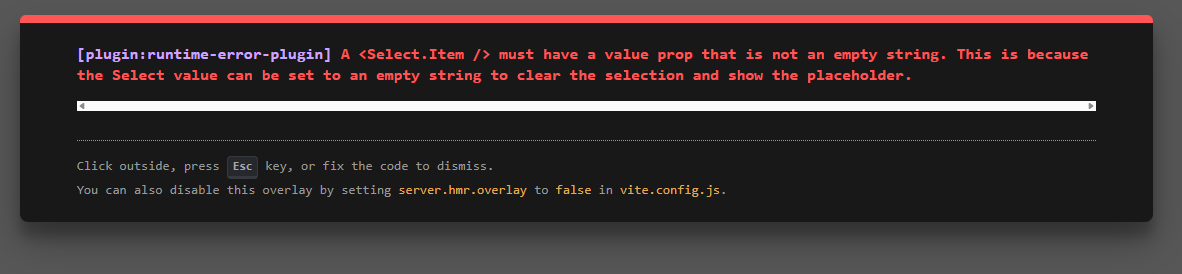 [plugin:runtime-error-plugin] A <Select.Item /> must have a value prop that is not an empty string. This is because
the Select value can be set to an empty string to clear the selection and show the placeholder.
Click outside, press Esc key, or fix the code to dismiss.
You can also disable this overlay by setting server.hmr.overlay to false in vite.config.js.